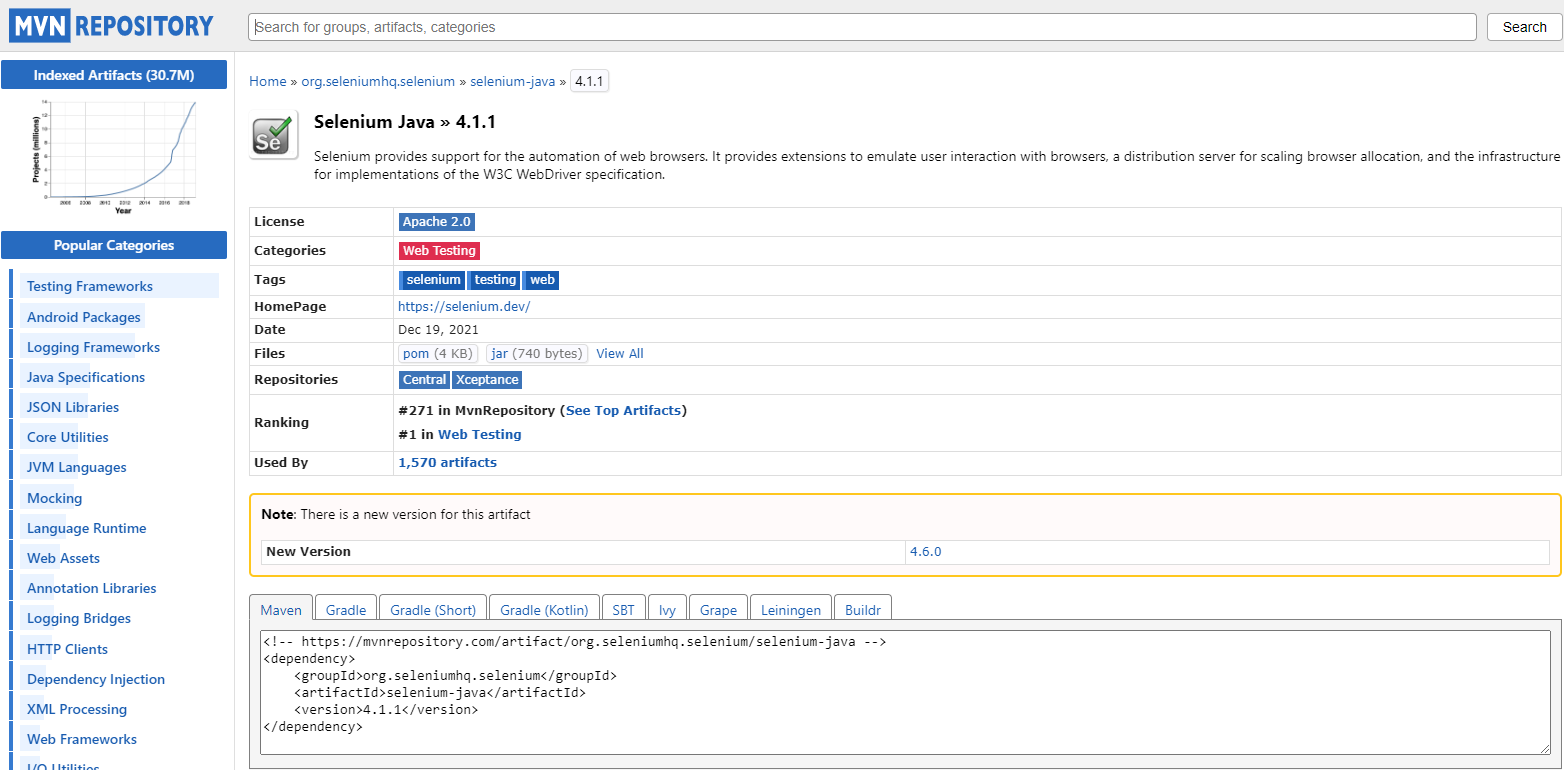 MVN REPOSITORY
Search for groups, artifacts, categories
Search
Indexed Artifacts (30.7M)
Projects (millions)
Year
Popular Categories
Testing Frameworks
Android Packages
Logging Frameworks
Java Specifications
JSON Libraries
Core Utilities
JVM Languages
Mocking
Language Runtime
Web Assets
Annotation Libraries
Logging Bridges
HTTP Clients
Dependency Injection
XML Processing
Web Frameworks
I/O Utilities
Home » org.seleniumhq.selenium » selenium-java » 4.1.1
Se
Selenium Java » 4.1.1
Selenium provides support for the automation of web browsers. It provides extensions to emulate user interaction with browsers, a distribution server for scaling browser allocation, and the infrastructure
for implementations of the W3C WebDriver specification.
License Apache 2.0
Categories Web Testing
Tags selenium testing web
HomePage https://selenium.dev/
Date Dec 19, 2021
Files pom (4 KB) jar (740 bytes) View All
Repositories Central Xceptance
Ranking #271 in MvnRepository (See Top Artifacts)
#1 in Web Testing
Used By 1,570 artifacts
Note: There is a new version for this artifact
New Version 4.6.0
Maven Gradle Gradle (Short) Gradle (Kotlin) SBT Ivy Grape Leiningen Buildr
<!-- https://mvnrepository.com/artifact/org.seleniumhq.selenium/selenium-java -->
<dependency>
    <groupId>org.seleniumhq.selenium</groupId>
    <artifactId>selenium-java</artifactId>
    <version>4.1.1</version>
</dependency>